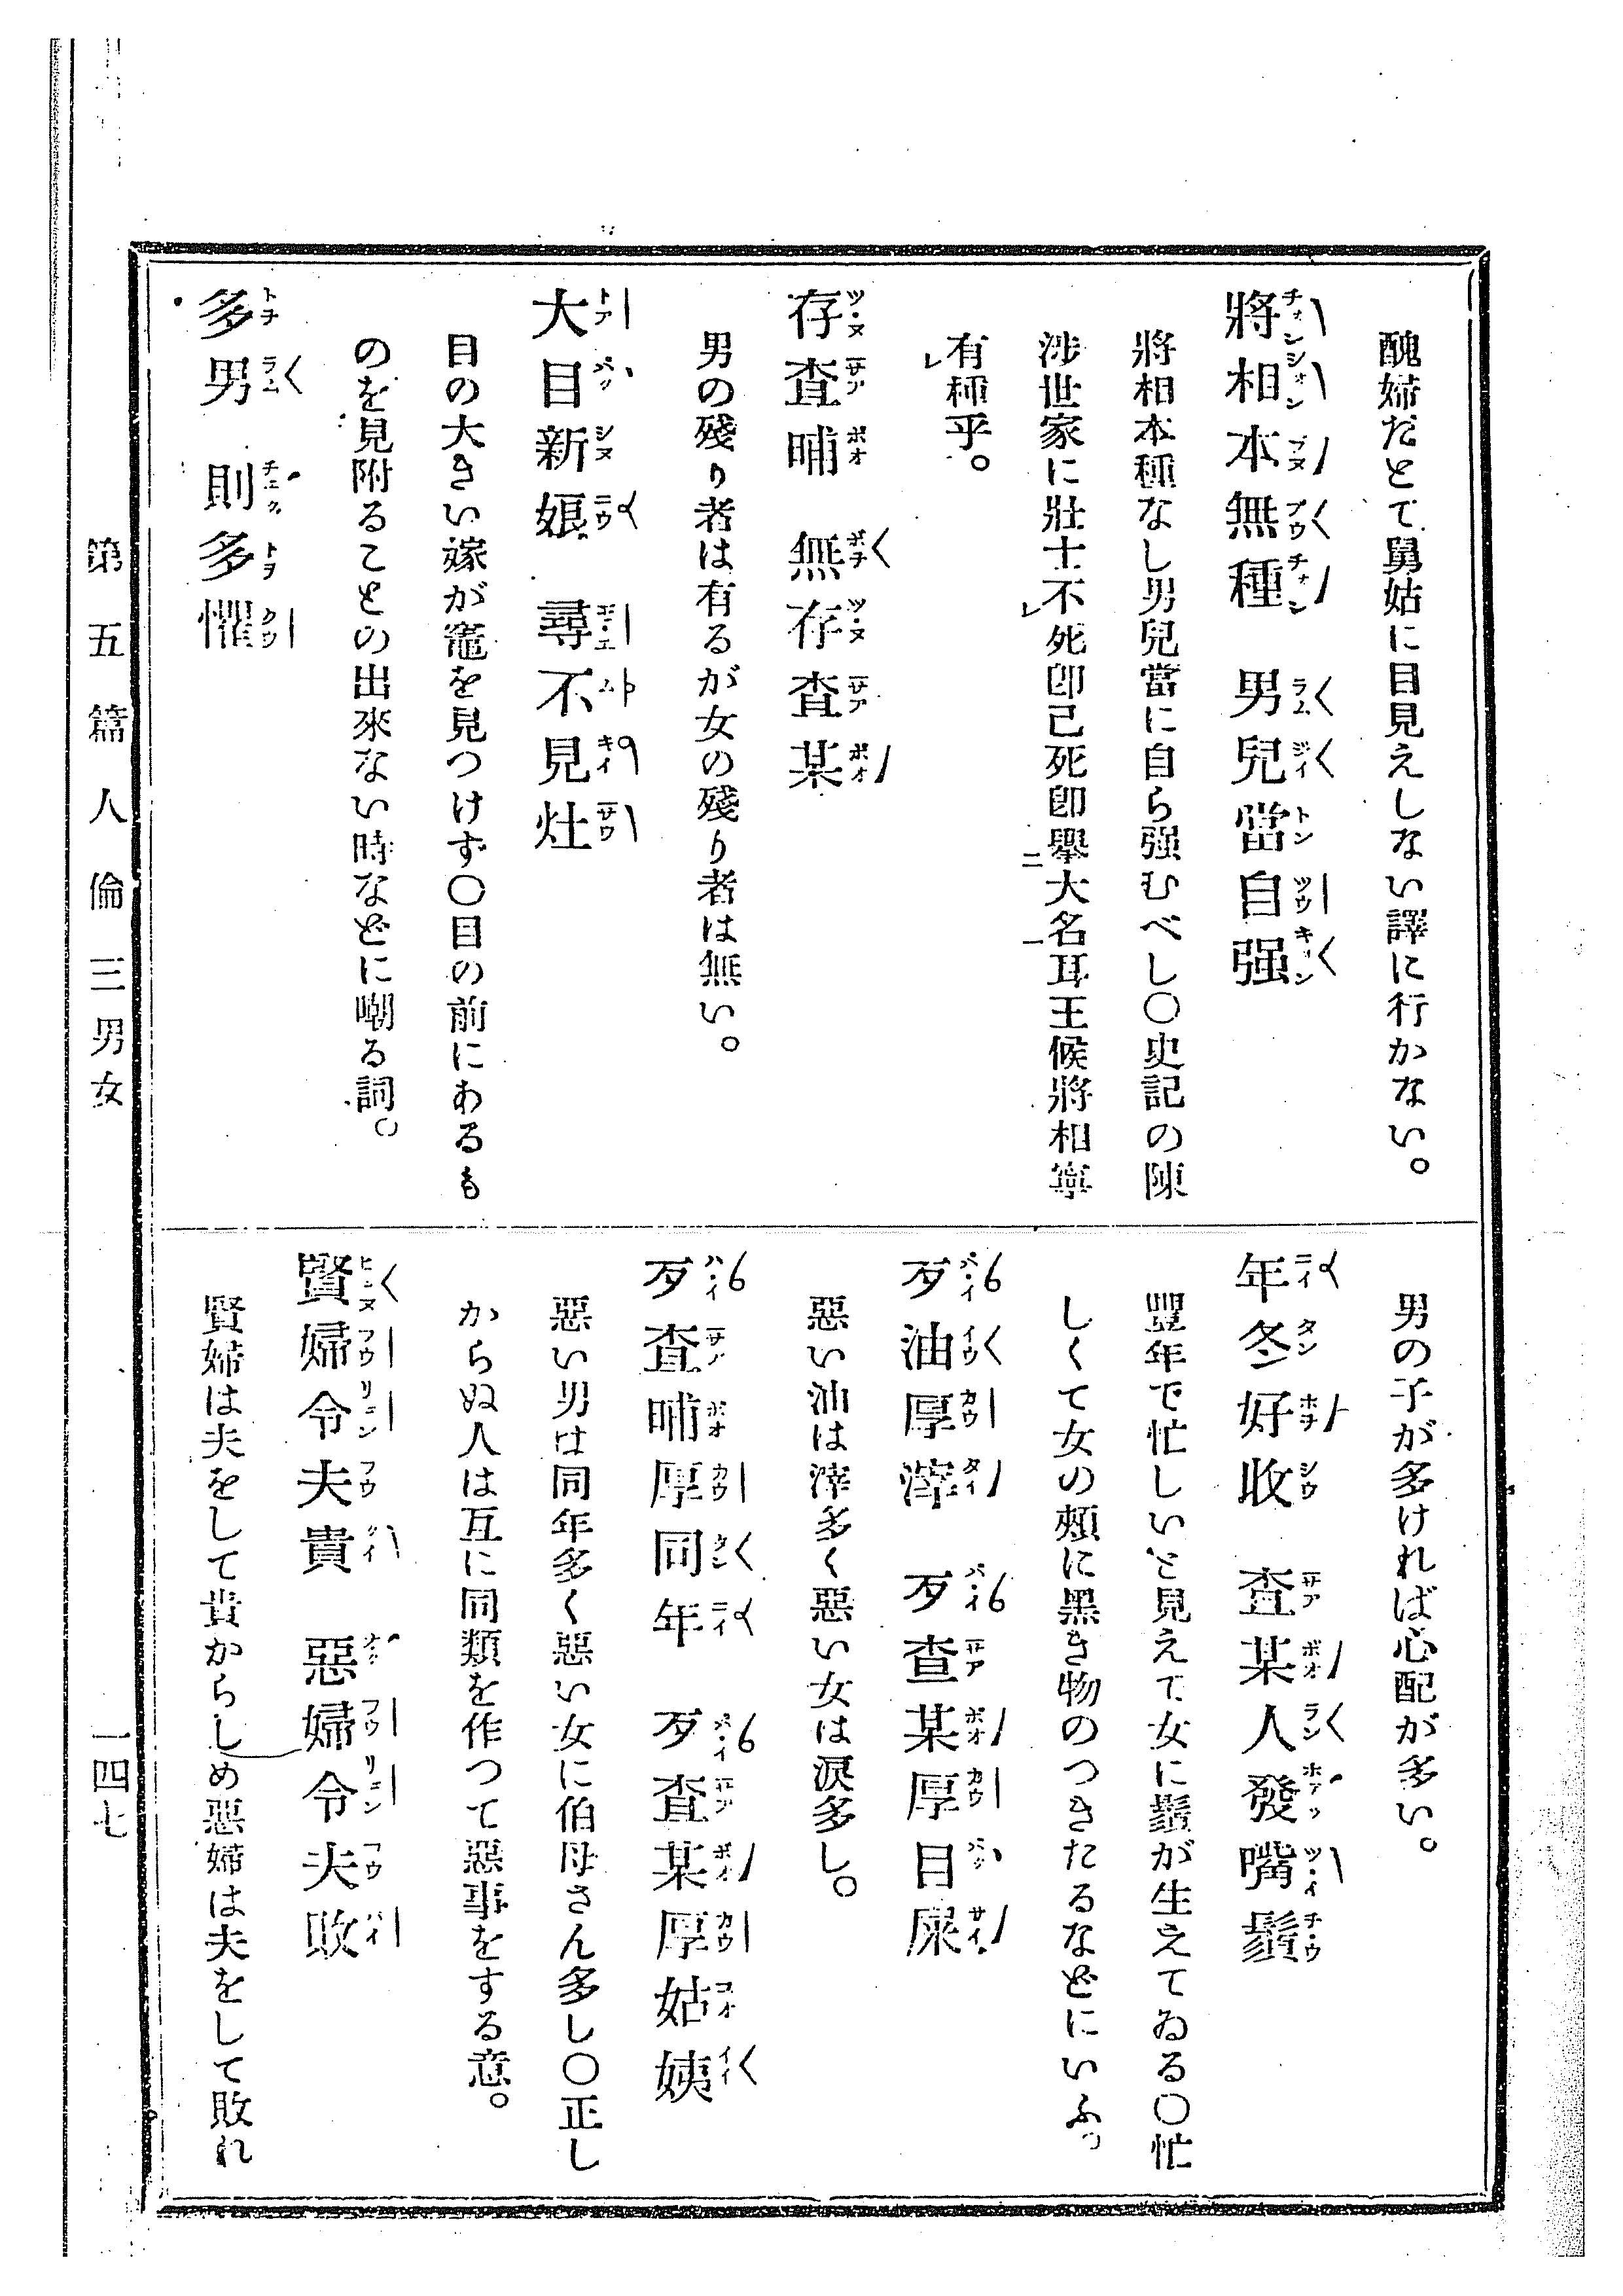 醜婦だとて舅姑に目見えしない譯に行かない。
將相本無種 男兒當自强
將相本種なし男兒當に自ら强むべし〇史記の陳
涉世家に壯士不死卽已死卽擧大名耳王候將相寧
有種乎。
存查晡 無存查某
男の殘り者は有るが女の殘り者は無い。
大目新娘 尋不見灶
目の大きい嫁が竈を見つけず〇目の前にあるも
のを見附ることの出來ない時などに嘲る詞。
多男 則多懼
男の子が多ければ心配が多い。
年冬好收 查某人發嘴鬚
豐年で忙しいと見えて女に鬚が生えてゐる〇忙
しくて女の頰に黑き物のつきたるなどにいふ。
歹油厚滓 歹查某厚目屎
惡い油は滓多く惡い女は淚多し。
歹查晡厚同年 歹查某厚姑姨
惡い男は同年多く惡い女に伯母さん多し〇正し
からぬ人は互に同類を作つて惡事をする意。
賢婦令夫貴 惡婦令夫敗
賢婦は夫をして貴からしめ惡婦は夫をして敗れ
第五篇 人倫 三 男女
一四七